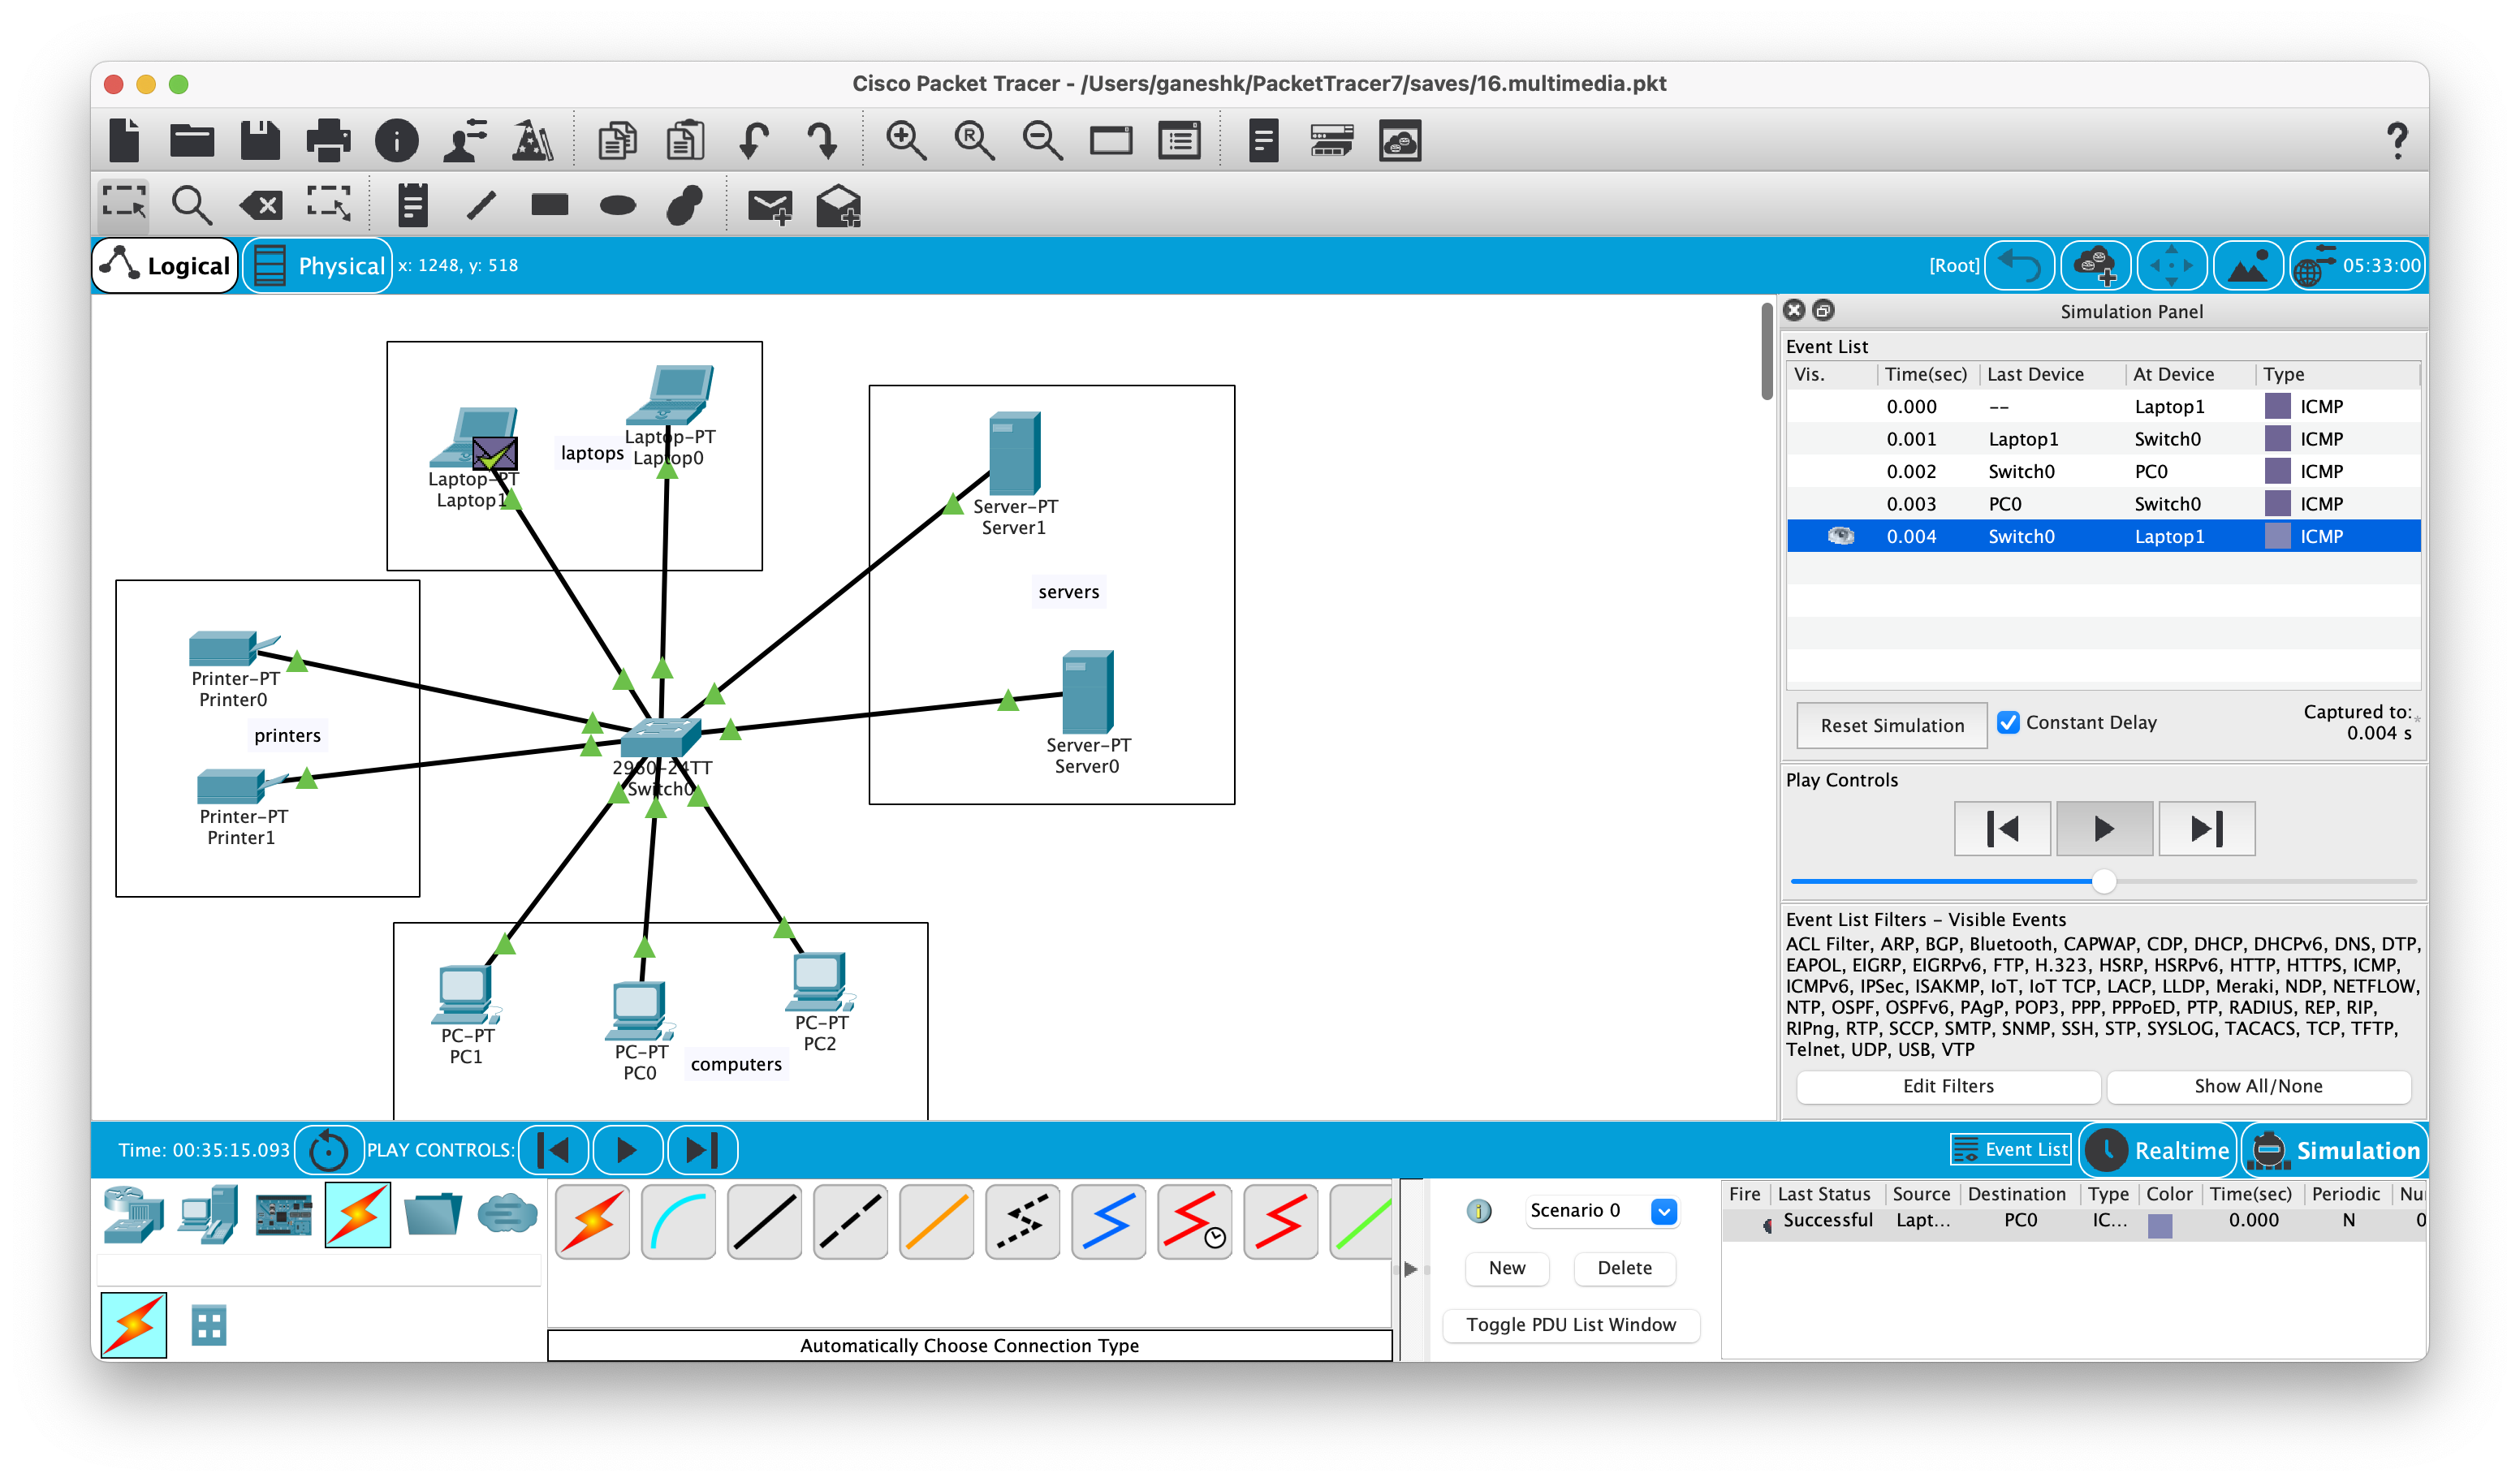 Cisco Packet Tracer - /Users/ganeshk/PacketTracer7/saves/16.multimedia.pkt
Logical
Physical
x: 1248, y: 518
[Root]
05:33:00
Laptop-PT
Laptop1
laptops
Laptop-PT
Laptop0
Server-PT
Server1
servers
Server-PT
Server0
Printer-PT
Printer0
printers
Printer-PT
Printer1
2960-24TT
Switch0
PC-PT
PC1
PC-PT
PC0
computers
PC-PT
PC2
Simulation Panel
Event List
Vis. Time(sec) Last Device At Device Type
0.000 -- Laptop1 ICMP
0.001 Laptop1 Switch0 ICMP
0.002 Switch0 PC0 ICMP
0.003 PC0 Switch0 ICMP
0.004 Switch0 Laptop1 ICMP
Reset Simulation
Constant Delay
Captured to: *
0.004 s
Play Controls
Event List Filters - Visible Events
ACL Filter, ARP, BGP, Bluetooth, CAPWAP, CDP, DHCP, DHCPv6, DNS, DTP,
EAPOL, EIGRP, EIGRPv6, FTP, H.323, HSRP, HSRPv6, HTTP, HTTPS, ICMP,
ICMPv6, IPSec, ISAKMP, IoT, IoT TCP, LACP, LLDP, Meraki, NDP, NETFLOW,
NTP, OSPF, OSPFv6, PAgP, POP3, PPP, PPPoED, PTP, RADIUS, REP, RIP,
RIPng, RTP, SCCP, SMTP, SNMP, SSH, STP, SYSLOG, TACACS, TCP, TFTP,
Telnet, UDP, USB, VTP
Edit Filters
Show All/None
Time: 00:35:15.093
PLAY CONTROLS:
Event List
Realtime
Simulation
Automatically Choose Connection Type
Scenario 0
New
Delete
Toggle PDU List Window
Fire Last Status Source Destination Type Color Time(sec) Periodic Nu
Successful Lapt... PC0 IC... 0.000 N 0